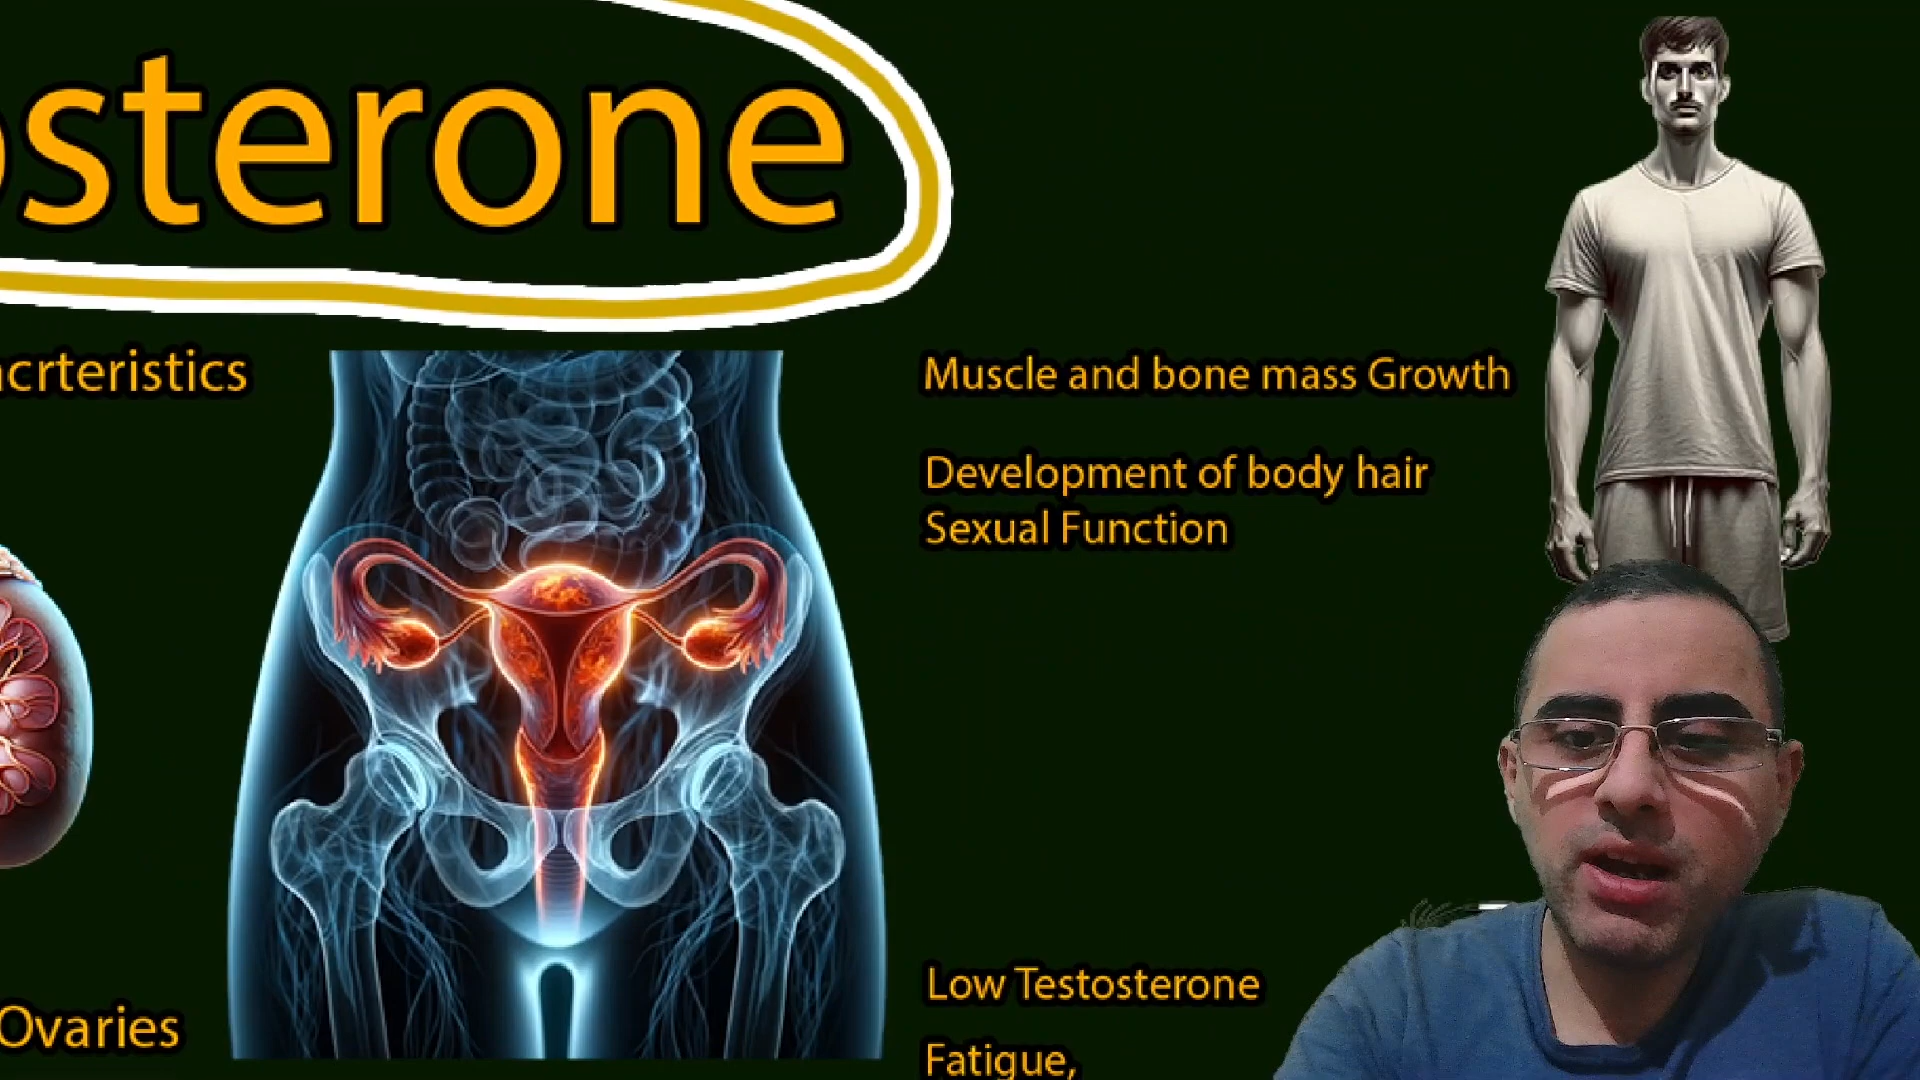 osterone
acrteristics
Muscle and bone mass Growth
Development of body hair
Sexual Function
Ovaries
Low Testosterone
Fatigue,